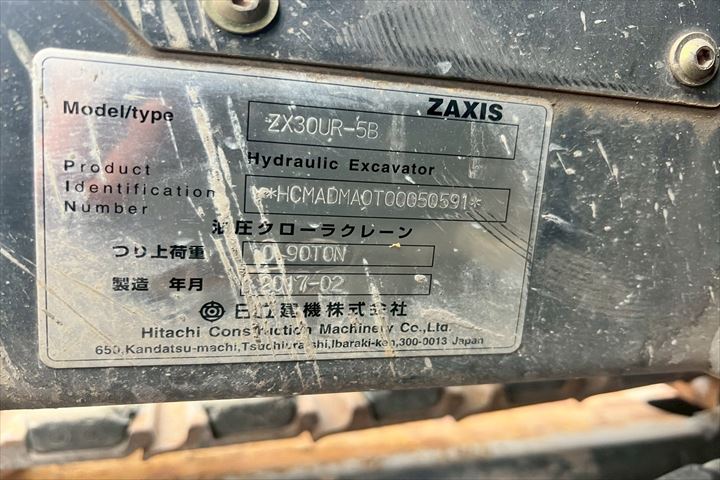 ZAXIS
Model/type ZX30UR-5B
Hydraulic Excavator
Product
Identification **HCMADMA0T00050591*
Number
油圧クローラクレーン
つり上荷重 0.90TON
製造 年月 2017-02
日立建機株式会社
Hitachi Construction Machinery Co.,Ltd.
650,Kandatsu-machi,Tsuchiura-shi,Ibaraki-ken,300-0013 Japan